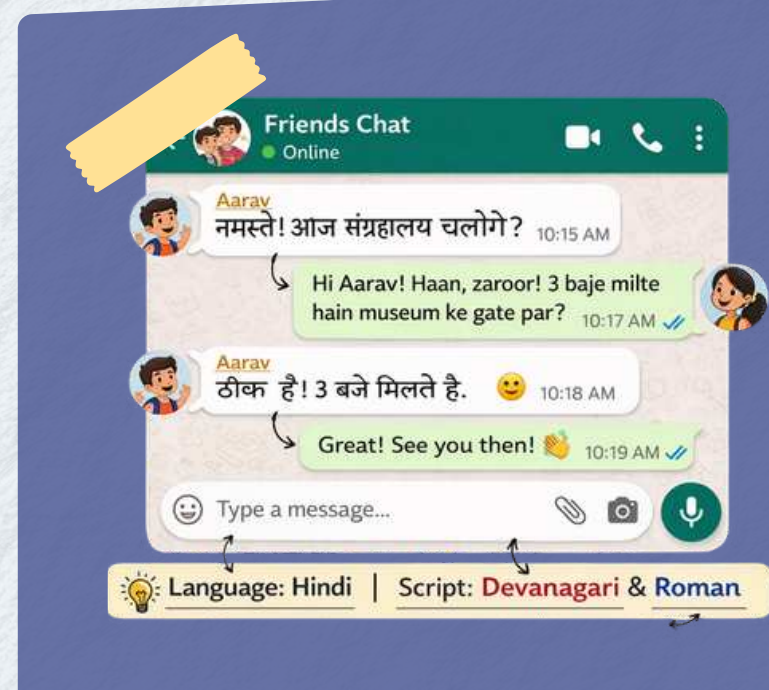 Friends Chat
Online
Aarav
नमस्ते! आज संग्रहालय चलोगे? 10:15 AM
Hi Aarav! Haan, zaroor! 3 baje milte
hain museum ke gate par? 10:17 AM
Aarav
ठीक है! 3 बजे मिलते है. 🙂 10:18 AM
Great! See you then! 👏 10:19 AM
Type a message...
Language: Hindi | Script: Devanagari & Roman